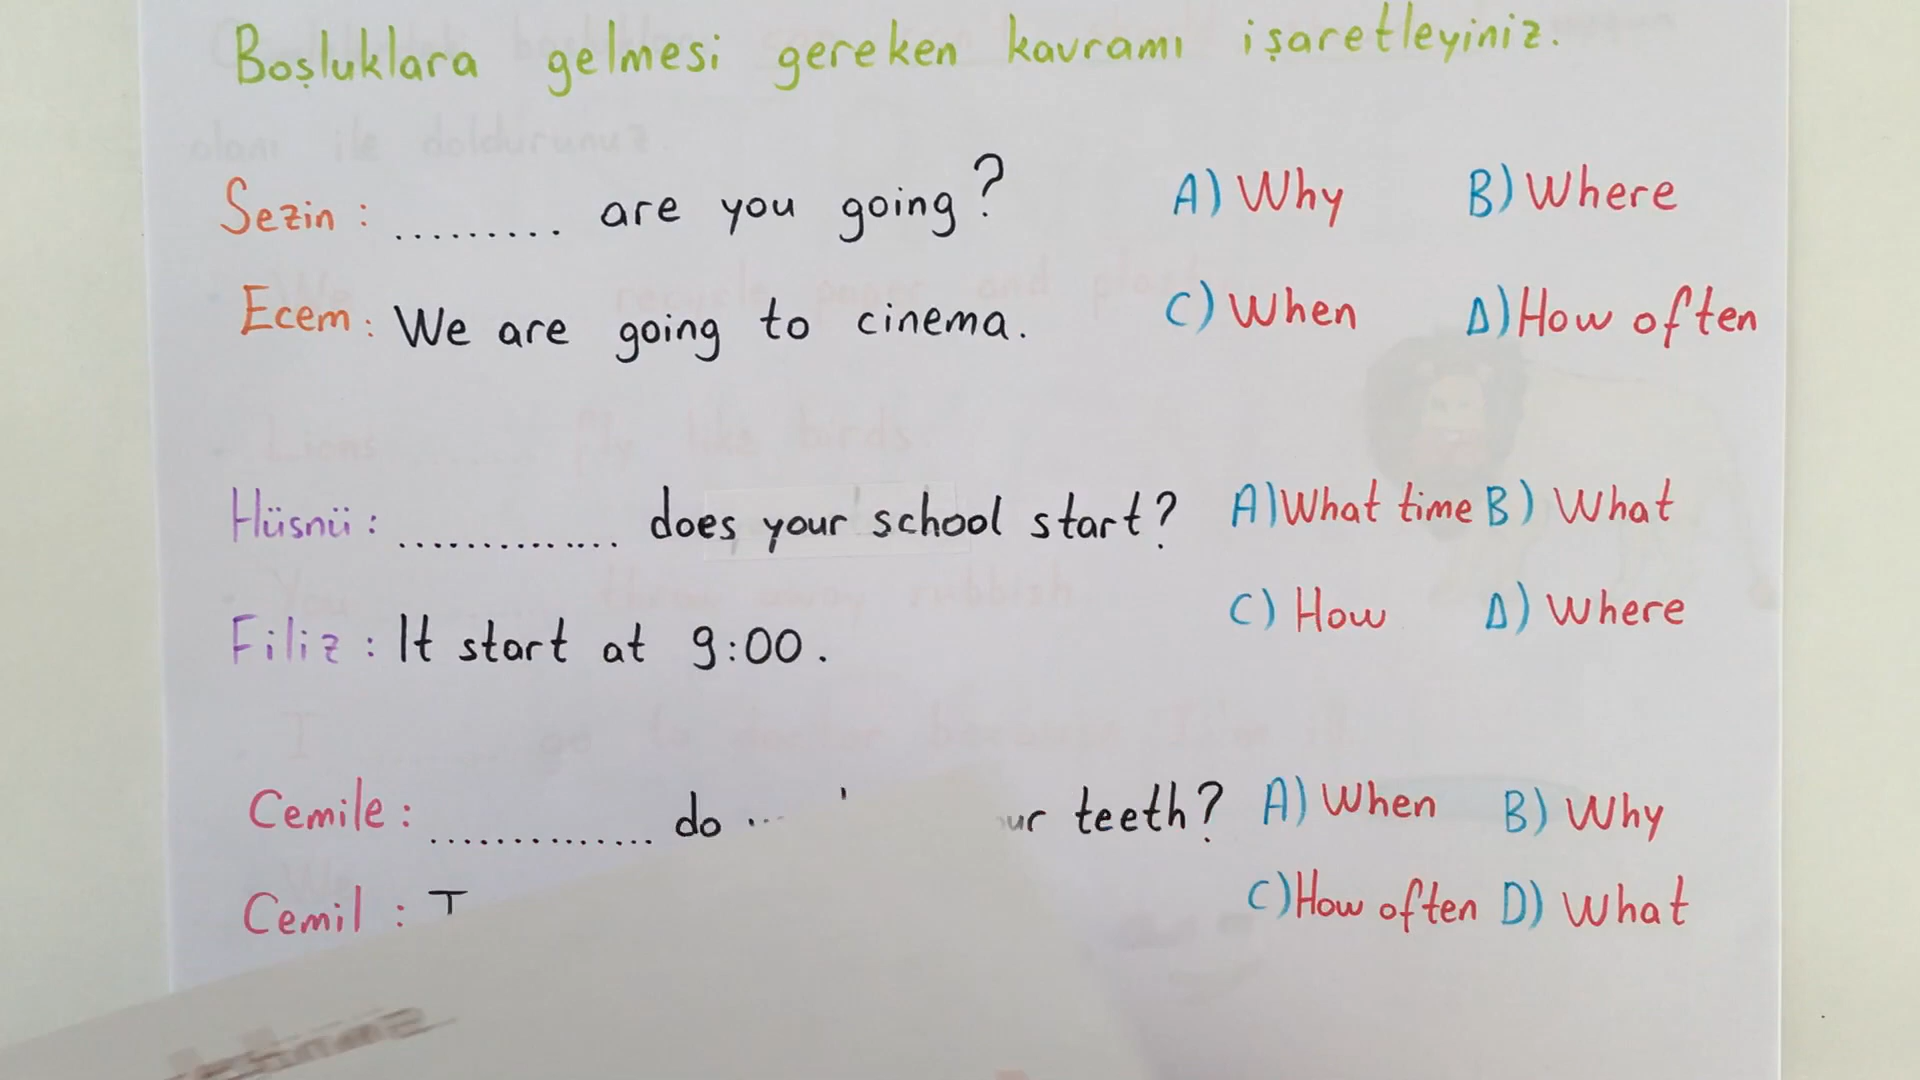 Boşluklara gelmesi gereken kavramı işaretleyiniz.
Sezin : ......... are you going? A) Why B) Where
Ecem : We are going to cinema. C) When D) How often
Hüsnü : .............. does your school start? A) What time B) What
Filiz : It start at 9:00. C) How D) Where
Cemile : .............. do teeth? A) When B) Why
Cemil : C) How often D) What